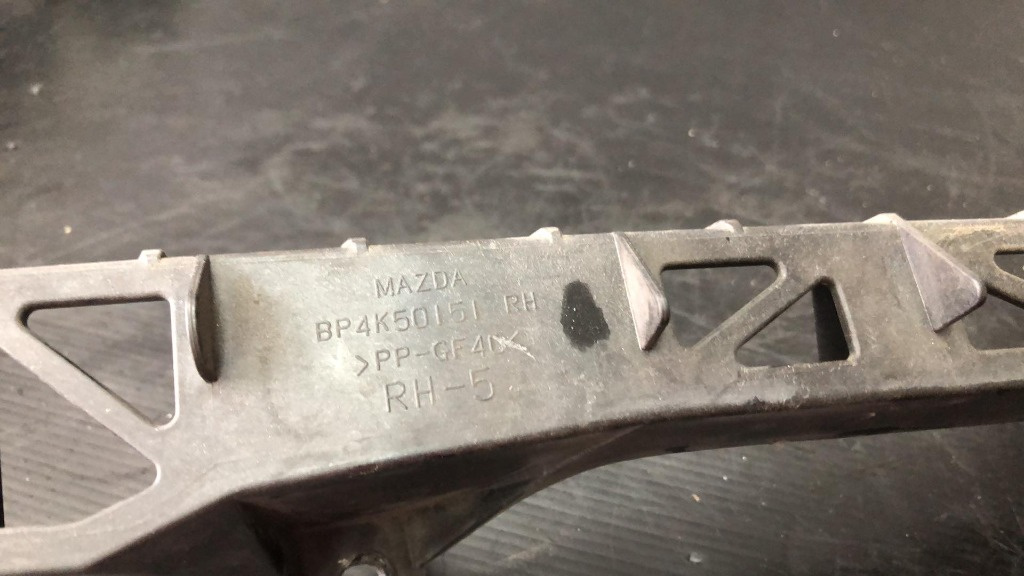 MAZDA
BP4K50151 RH
>PP-GF40<
RH-5